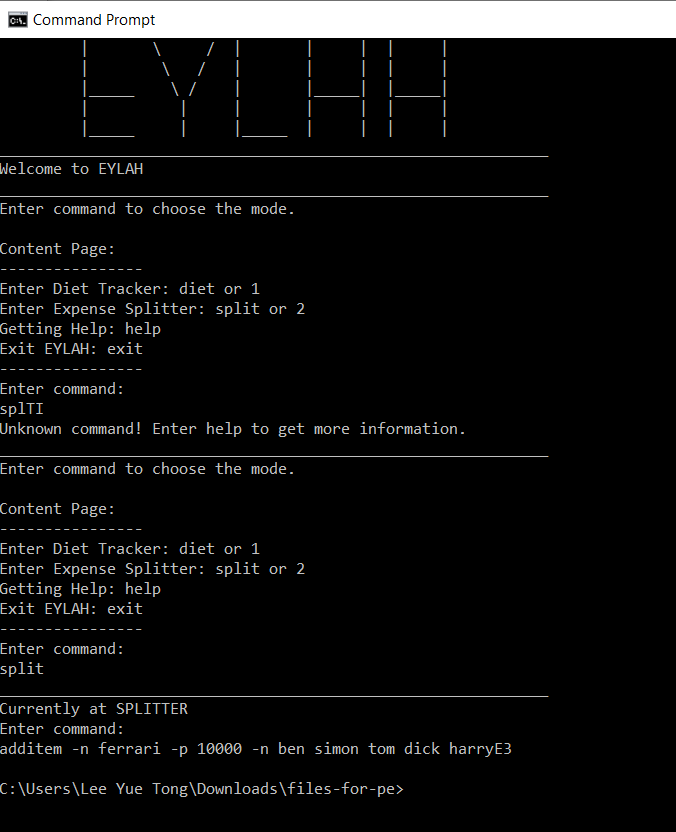 Command Prompt
Welcome to EYLAH
Enter command to choose the mode.
Content Page:
----------------
Enter Diet Tracker: diet or 1
Enter Expense Splitter: split or 2
Getting Help: help
Exit EYLAH: exit
----------------
Enter command:
splTI
Unknown command! Enter help to get more information.
Enter command to choose the mode.
Content Page:
----------------
Enter Diet Tracker: diet or 1
Enter Expense Splitter: split or 2
Getting Help: help
Exit EYLAH: exit
----------------
Enter command:
split
Currently at SPLITTER
Enter command:
additem -n ferrari -p 10000 -n ben simon tom dick harryE3
C:\Users\Lee Yue Tong\Downloads\files-for-pe>